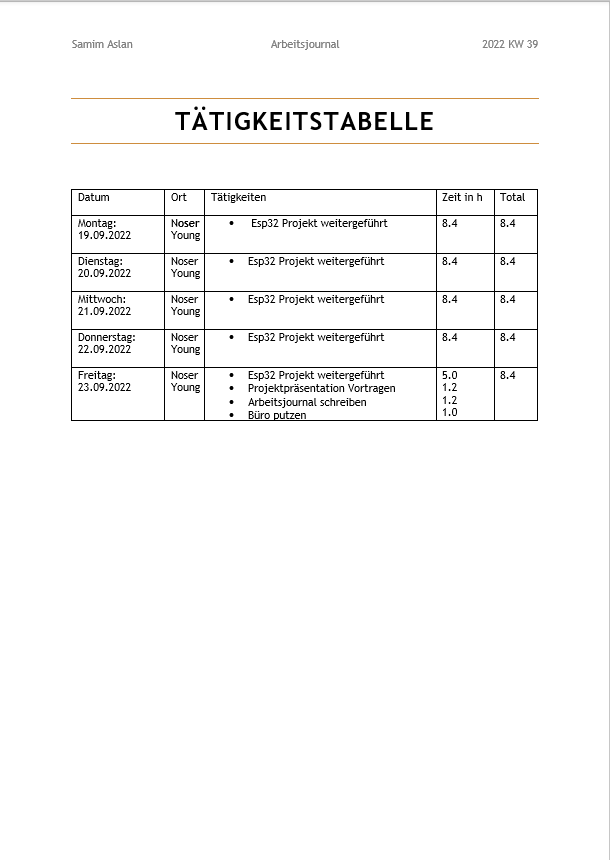 Samim Aslan Arbeitsjournal 2022 KW 39
TÄTIGKEITSTABELLE
Datum Ort Tätigkeiten Zeit in h Total
Montag: Noser • Esp32 Projekt weitergeführt 8.4 8.4
19.09.2022 Young
Dienstag: Noser • Esp32 Projekt weitergeführt 8.4 8.4
20.09.2022 Young
Mittwoch: Noser • Esp32 Projekt weitergeführt 8.4 8.4
21.09.2022 Young
Donnerstag: Noser • Esp32 Projekt weitergeführt 8.4 8.4
22.09.2022 Young
Freitag: Noser • Esp32 Projekt weitergeführt 5.0 8.4
23.09.2022 Young • Projektpräsentation Vortragen 1.2
• Arbeitsjournal schreiben 1.2
• Büro putzen 1.0